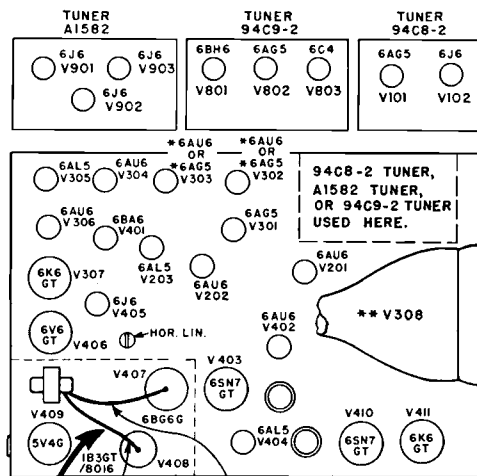 TUNER
A1582
6J6
V901
6J6
V903
6J6
V902
TUNER
94C9-2
6BH6
V801
6AG5
V802
6C4
V803
TUNER
94C8-2
6AG5
V101
6J6
V102
*6AU6
OR
*6AG5
V303
*6AU6
OR
*6AG5
V302
6AL5
V305
6AU6
V304
94C8-2 TUNER,
A1582 TUNER,
OR 94C9-2 TUNER
USED HERE.
6AU6
V306
6BA6
V401
6AL5
V203
6AG5
V301
6AU6
V202
6AU6
V201
6K6
GT
V307
6J6
V405
** V308
6V6
GT
V406
HOR. LIN.
6AU6
V402
V407
6BG6G
V403
6SN7
GT
V409
5V4G
1B3GT
/8016
V408
6AL5
V404
V410
6SN7
GT
V411
6K6
GT